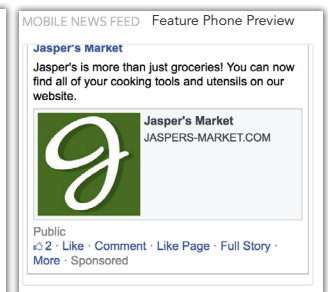 MOBILE NEWS FEED Feature Phone Preview
Jasper's Market
Jasper's is more than just groceries! You can now
find all of your cooking tools and utensils on our
website.
Jasper's Market
JASPERS-MARKET.COM
Public
2 · Like · Comment · Like Page · Full Story ·
More · Sponsored